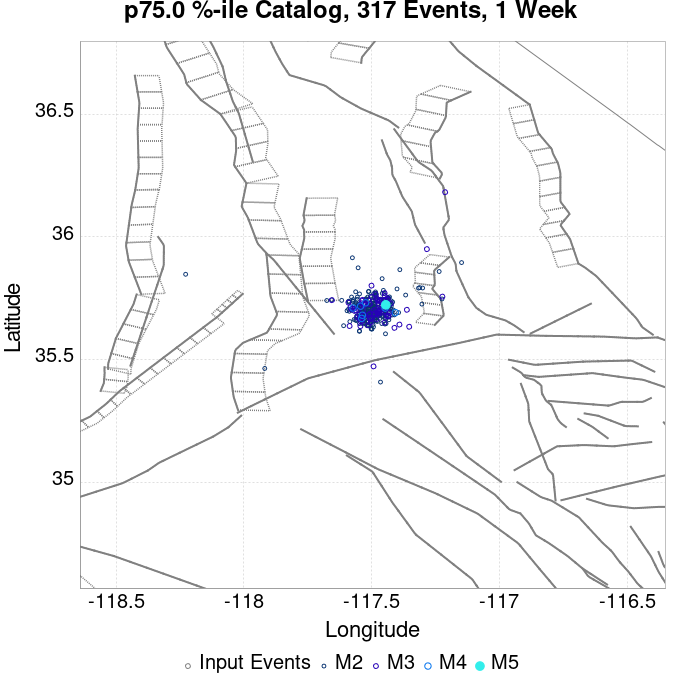 p75.0 %-ile Catalog, 317 Events, 1 Week
36.5
36
35.5
35
Latitude
-118.5 -118 -117.5 -117 -116.5
Longitude
Input Events M2 M3 M4 M5